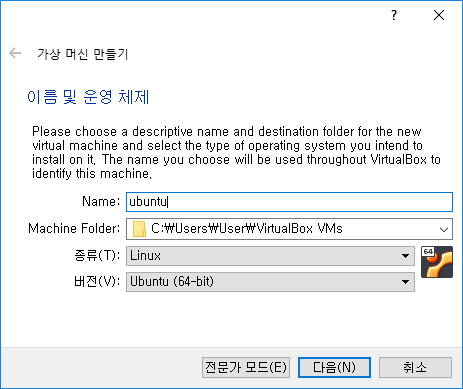 ?
가상 머신 만들기
이름 및 운영 체제
Please choose a descriptive name and destination folder for the new
virtual machine and select the type of operating system you intend to
install on it. The name you choose will be used throughout VirtualBox to
identify this machine.
Name: ubuntu
Machine Folder: C:₩Users₩User₩VirtualBox VMs
종류(T): Linux
64
버전(V): Ubuntu (64-bit)
전문가 모드(E) 다음(N) 취소